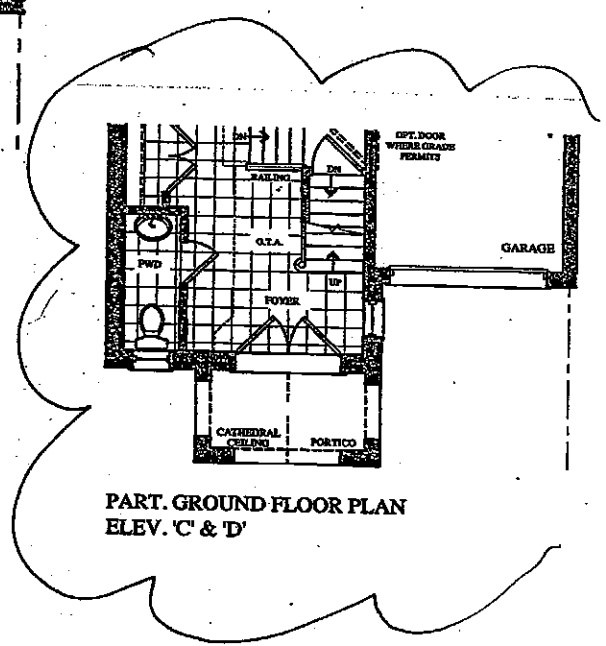 DN
OPT. DOOR
WHERE GRADE
PERMITS
RAILING
DN
O.T.A.
GARAGE
PWD
UP
FOYER
CATHEDRAL
CEILING
PORTICO
PART. GROUND FLOOR PLAN
ELEV. 'C' & 'D'